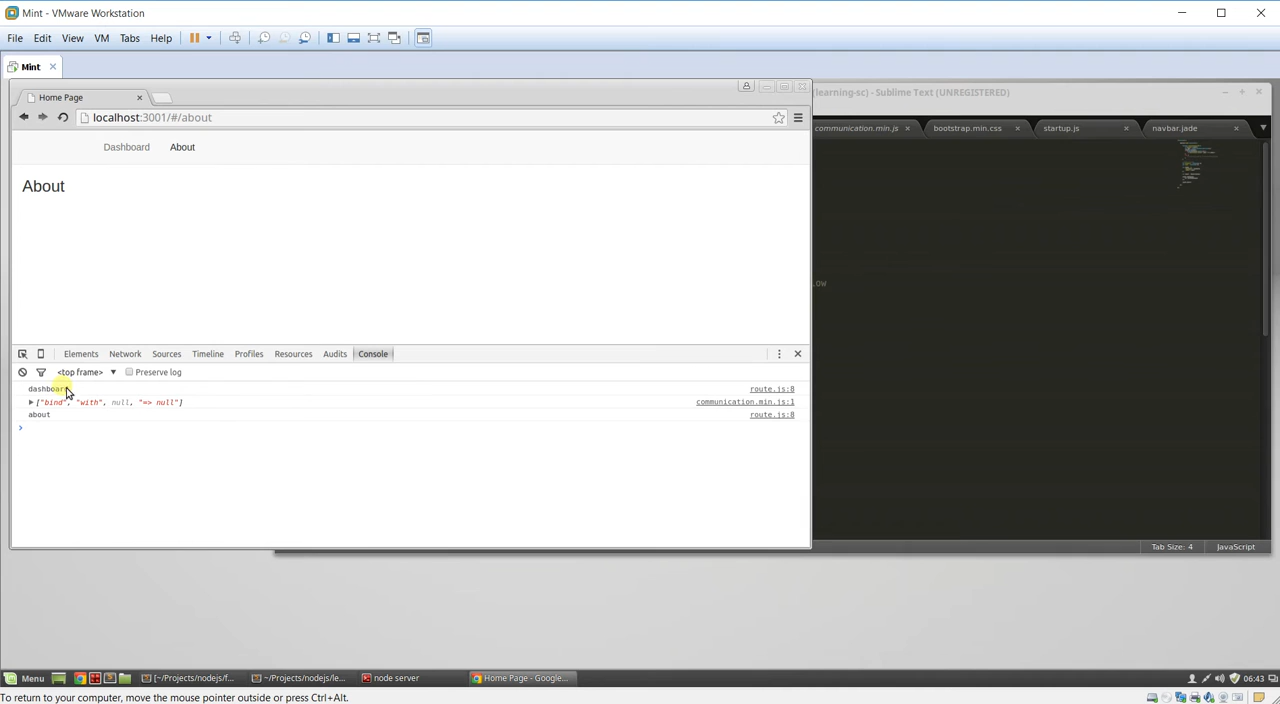 Mint - VMware Workstation
File Edit View VM Tabs Help
Mint
Home Page
(learning-sc) - Sublime Text (UNREGISTERED)
localhost:3001/#/about
communication.min.js
bootstrap.min.css
startup.js
navbar.jade
Dashboard About
About
Elements Network Sources Timeline Profiles Resources Audits Console
<top frame> Preserve log
dashboard route.js:8
["bind", "with", null, "=> null"] communication.min.js:1
about route.js:8
Tab Size: 4 JavaScript
Menu [~/Projects/nodejs/f... ~/Projects/nodejs/le... node server Home Page - Google... 06:43
To return to your computer, move the mouse pointer outside or press Ctrl+Alt.